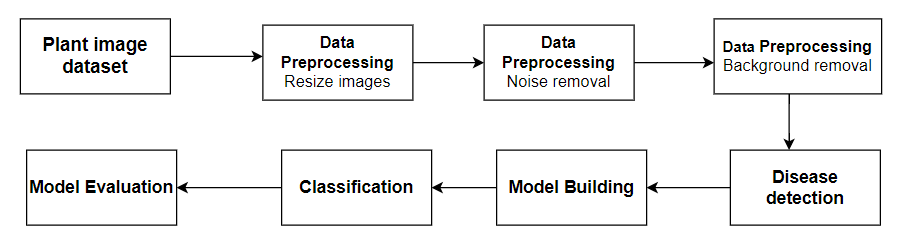 Plant image
dataset
Data
Preprocessing
Resize images
Data
Preprocessing
Noise removal
Data Preprocessing
Background removal
Disease
detection
Model Building
Classification
Model Evaluation